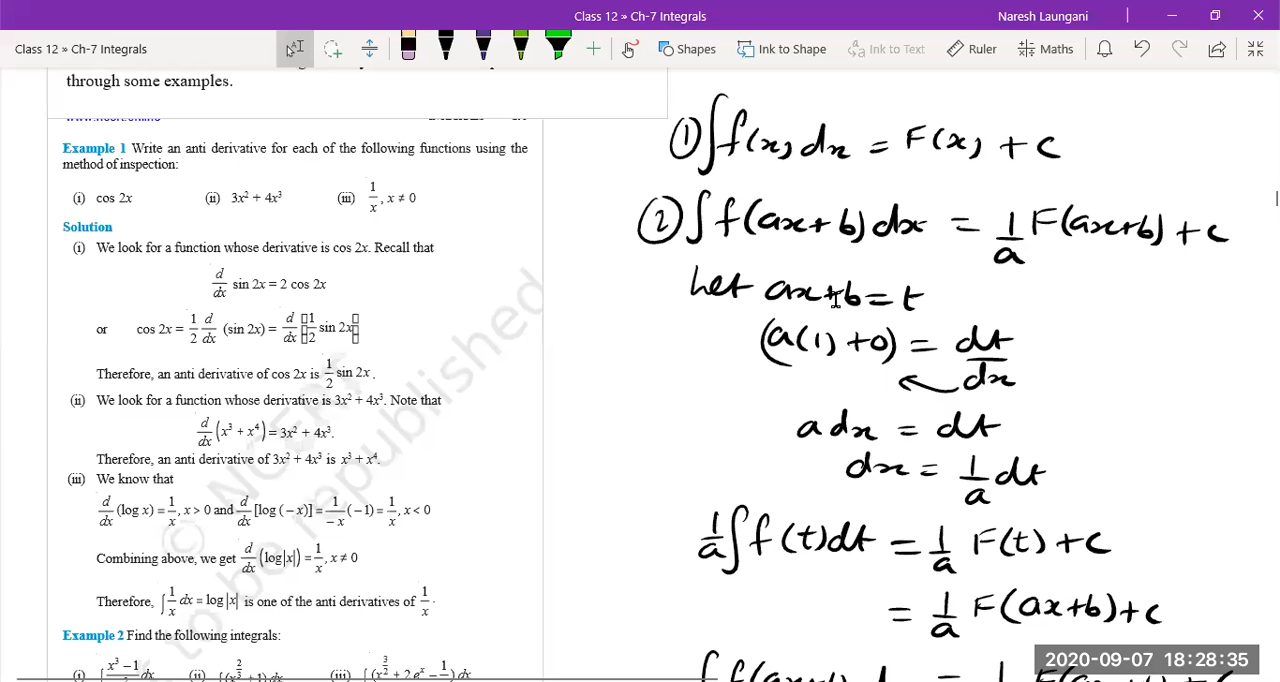 Class 12 » Ch-7 Integrals
Naresh Laungani
Class 12 » Ch-7 Integrals
Shapes
Ink to Shape
Ink to Text
Ruler
Maths
through some examples.
Example 1 Write an anti derivative for each of the following functions using the
method of inspection:
(i) cos 2x (ii) 3x² + 4x³ (iii) 1/x, x ≠ 0
Solution
(i) We look for a function whose derivative is cos 2x. Recall that
d/dx sin 2x = 2 cos 2x
or cos 2x = 1/2 d/dx (sin 2x) = d/dx (1/2 sin 2x)
Therefore, an anti derivative of cos 2x is 1/2 sin 2x.
(ii) We look for a function whose derivative is 3x² + 4x³. Note that
d/dx (x³ + x⁴) = 3x² + 4x³.
Therefore, an anti derivative of 3x² + 4x³ is x³ + x⁴.
(iii) We know that
d/dx (log x) = 1/x, x > 0 and d/dx [log (– x)] = 1/–x (–1) = 1/x, x < 0
Combining above, we get d/dx (log|x|) = 1/x, x ≠ 0
Therefore, ∫ 1/x dx = log|x| is one of the anti derivatives of 1/x.
Example 2 Find the following integrals:
① ∫f(x) dx = F(x) + c
② ∫f(ax+b) dx = 1/a F(ax+b) + c
Let ax+b = t
(a(1) + 0) = dt/dx
a dx = dt
dx = 1/a dt
1/a ∫f(t) dt = 1/a F(t) + c
= 1/a F(ax+b) + c
2020-09-07 18:28:35